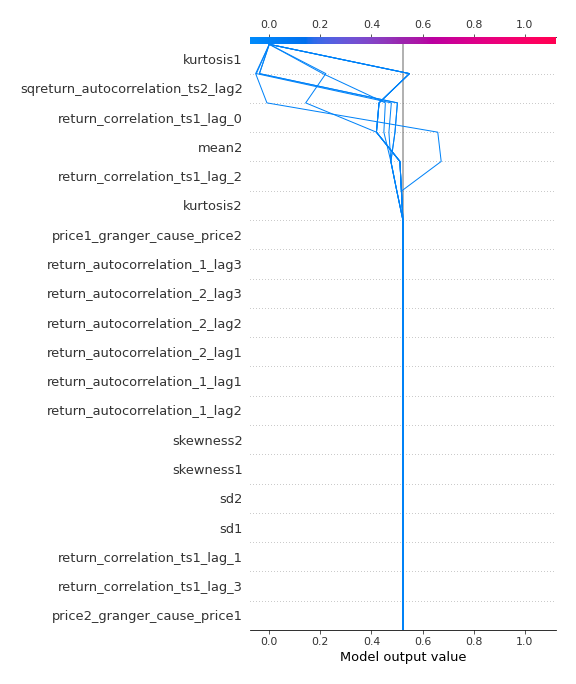 0.0 0.2 0.4 0.6 0.8 1.0
kurtosis1
sqreturn_autocorrelation_ts2_lag2
return_correlation_ts1_lag_0
mean2
return_correlation_ts1_lag_2
kurtosis2
price1_granger_cause_price2
return_autocorrelation_1_lag3
return_autocorrelation_2_lag3
return_autocorrelation_2_lag2
return_autocorrelation_2_lag1
return_autocorrelation_1_lag1
return_autocorrelation_1_lag2
skewness2
skewness1
sd2
sd1
return_correlation_ts1_lag_1
return_correlation_ts1_lag_3
price2_granger_cause_price1
0.0 0.2 0.4 0.6 0.8 1.0
Model output value